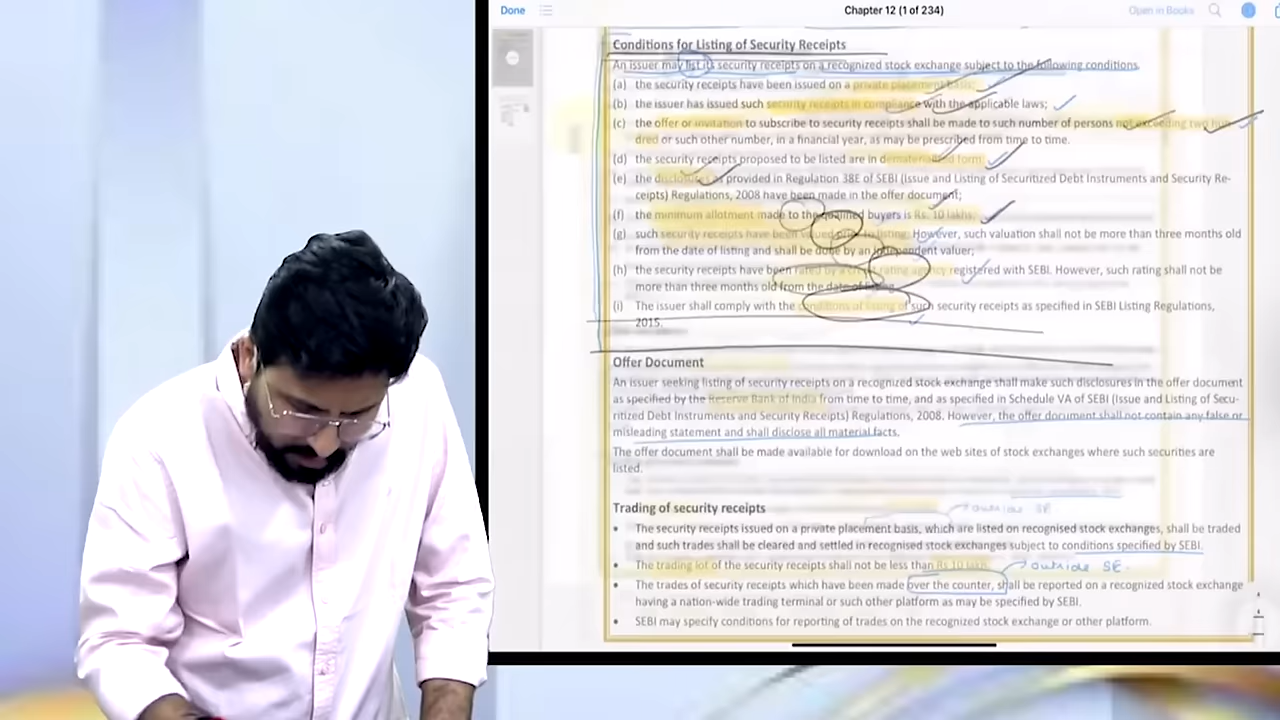 Done
Chapter 12 (1 of 234)
Open in Books
Conditions for Listing of Security Receipts
An issuer may list its security receipts on a recognized stock exchange subject to the following conditions
(a) the security receipts have been issued on a private placement basis;
(b) the issuer has issued such security receipts in compliance with the applicable laws;
(c) the offer or invitation to subscribe to security receipts shall be made to such number of persons not exceeding two hun-
dred or such other number, in a financial year, as may be prescribed from time to time.
(d) the security receipts proposed to be listed are in dematerialised form;
(e) the disclosures as provided in Regulation 38E of SEBI (Issue and Listing of Securitized Debt Instruments and Security Re-
ceipts) Regulations, 2008 have been made in the offer document;
(f) the minimum allotment made to the qualified buyers is Rs. 10 lakhs;
(g) such security receipts have been valued prior to listing. However, such valuation shall not be more than three months old
from the date of listing and shall be done by an independent valuer;
(h) the security receipts have been rated by a credit rating agency registered with SEBI. However, such rating shall not be
more than three months old from the date of listing.
(i) The issuer shall comply with the conditions of listing of such security receipts as specified in SEBI Listing Regulations,
2015.
Offer Document
An issuer seeking listing of security receipts on a recognized stock exchange shall make such disclosures in the offer document
as specified by the Reserve Bank of India from time to time, and as specified in Schedule VA of SEBI (Issue and Listing of Secu-
ritized Debt Instruments and Security Receipts) Regulations, 2008. However, the offer document shall not contain any false or
misleading statement and shall disclose all material facts.
The offer document shall be made available for download on the web sites of stock exchanges where such securities are
listed.
Trading of security receipts
outside SE
• The security receipts issued on a private placement basis, which are listed on recognised stock exchanges, shall be traded
and such trades shall be cleared and settled in recognised stock exchanges subject to conditions specified by SEBI.
• The trading lot of the security receipts shall not be less than Rs 10 lakh. outside SE.
• The trades of security receipts which have been made over the counter, shall be reported on a recognized stock exchange
having a nation-wide trading terminal or such other platform as may be specified by SEBI.
• SEBI may specify conditions for reporting of trades on the recognized stock exchange or other platform.